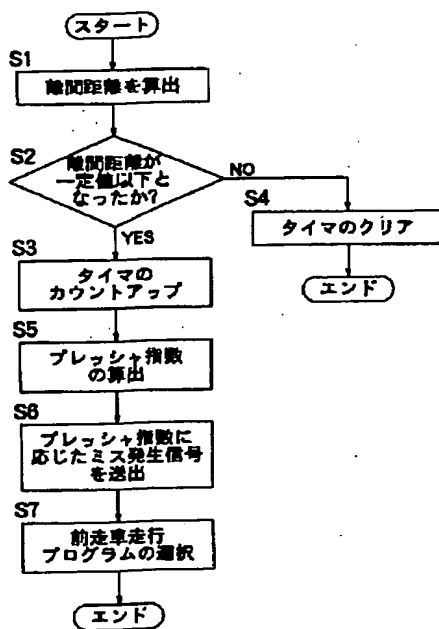 スタート
S1
離間距離を算出
S2
離間距離が
一定値以下と
なったか?
NO
YES
S4
タイマのクリア
エンド
S3
タイマの
カウントアップ
S5
プレッシャ指数
の算出
S6
プレッシャ指数に
応じたミス発生信号
を送出
S7
前走車走行
プログラムの選択
エンド